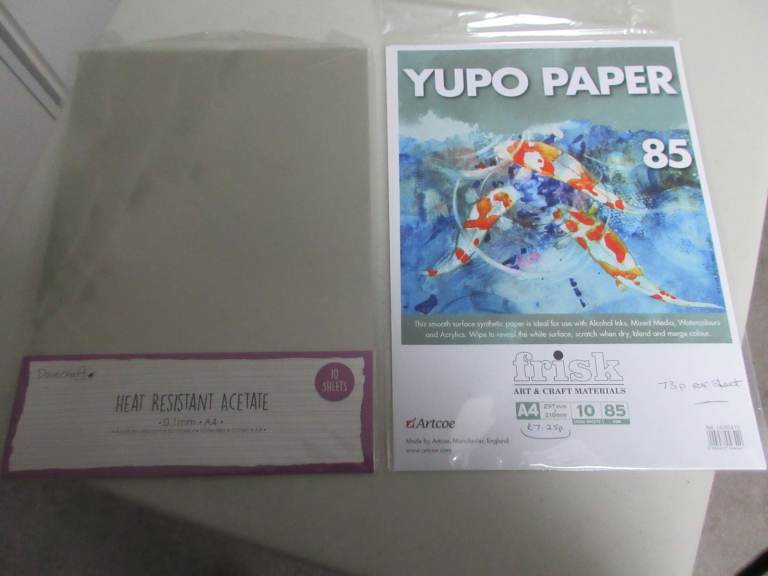 Dovecraft
10
SHEETS
HEAT RESISTANT ACETATE
•0.1mm•A4•
YUPO PAPER
85
This smooth surface synthetic paper is ideal for use with Alcohol Inks, Mixed Media, Watercolours
and Acrylics. Wipe to reveal the white surface, scratch when dry, blend and merge colour.
frisk
ART & CRAFT MATERIALS
73p per sheet
A4 297mm 210mm 10 85
£7.25p
Artcoe
Made by Artcoe, Manchester, England.
www.artcoe.com